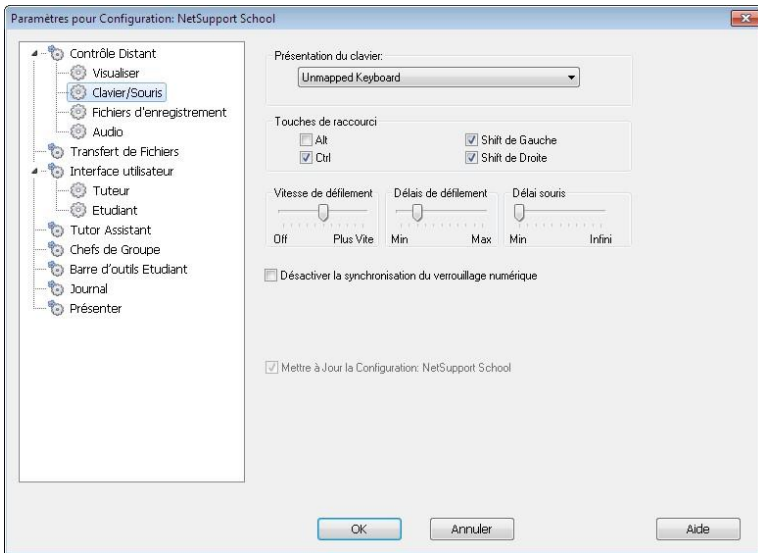 Paramètres pour Configuration: NetSupport School
Contrôle Distant
Visualiser
Clavier/Souris
Fichiers d'enregistrement
Audio
Transfert de Fichiers
Interface utilisateur
Tuteur
Etudiant
Tutor Assistant
Chefs de Groupe
Barre d'outils Etudiant
Journal
Présenter
Présentation du clavier:
Unmapped Keyboard
Touches de raccourci
Alt
Shift de Gauche
Ctrl
Shift de Droite
Vitesse de défilement
Délais de défilement
Délai souris
Off Plus Vite
Min Max
Min Infini
Désactiver la synchronisation du verrouillage numérique
Mettre à Jour la Configuration: NetSupport School
OK
Annuler
Aide